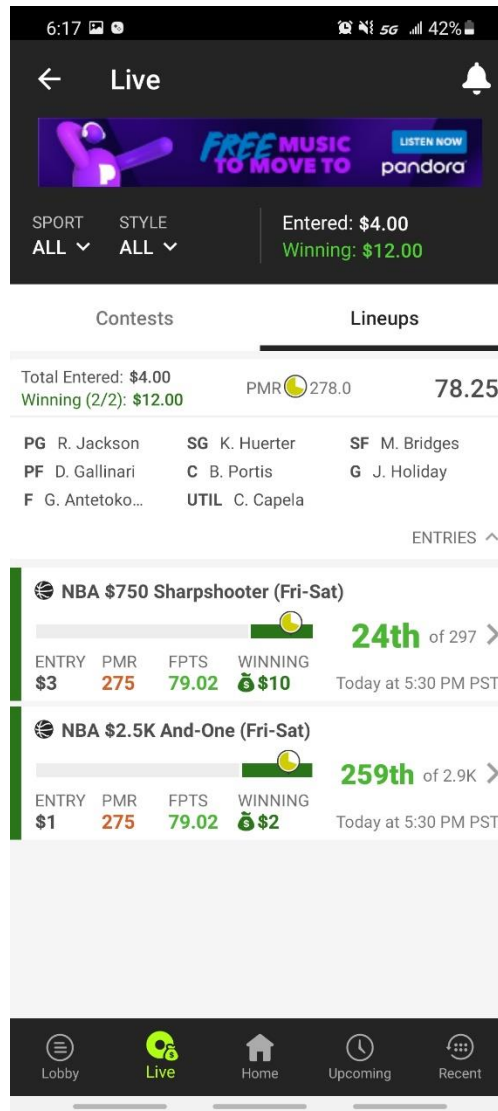 6:17 5G 42%
Live
FREE MUSIC TO MOVE TO
LISTEN NOW
pandora
SPORT STYLE
ALL ALL
Entered: $4.00
Winning: $12.00
Contests Lineups
Total Entered: $4.00
Winning (2/2): $12.00
PMR 278.0 78.25
PG R. Jackson SG K. Huerter SF M. Bridges
PF D. Gallinari C B. Portis G J. Holiday
F G. Antetoko... UTIL C. Capela
ENTRIES
NBA $750 Sharpshooter (Fri-Sat)
24th of 297
ENTRY PMR FPTS WINNING
$3 275 79.02 $10 Today at 5:30 PM PST
NBA $2.5K And-One (Fri-Sat)
259th of 2.9K
ENTRY PMR FPTS WINNING
$1 275 79.02 $2 Today at 5:30 PM PST
Lobby Live Home Upcoming Recent